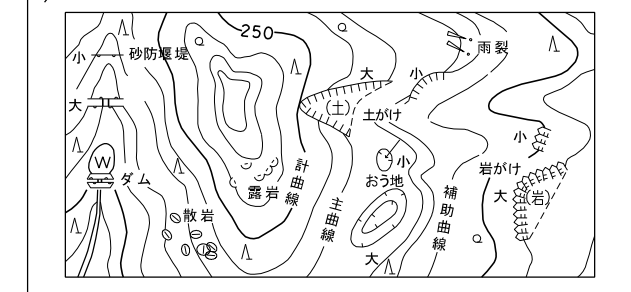 250
雨裂
小
砂防堰堤
大
大
小
(土)
土がけ
小
小
おう地
岩がけ
W
ダム
大
(岩)
露岩
計曲線
主曲線
補助曲線
散岩
大